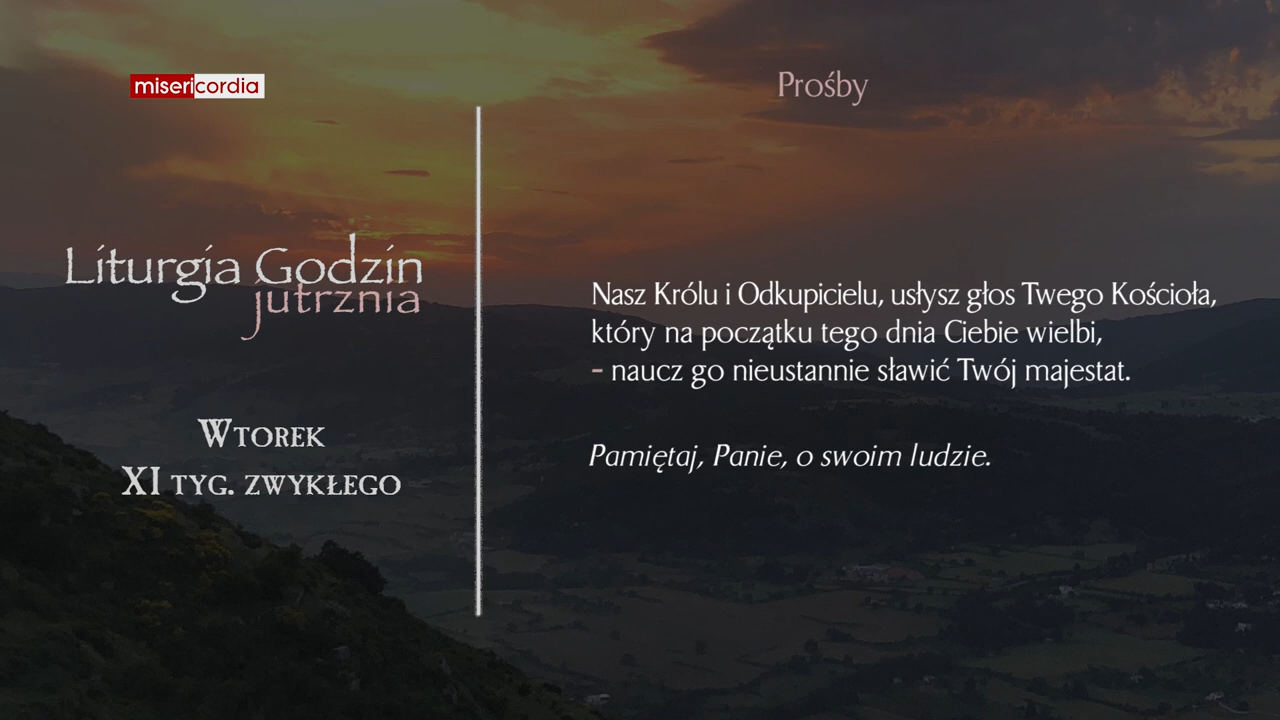 misericordia
Liturgia Godzin
jutrznia
Wtorek
XI tyg. zwykłego
Prośby
Nasz Królu i Odkupicielu, usłysz głos Twego Kościoła,
który na początku tego dnia Ciebie wielbi,
- naucz go nieustannie sławić Twój majestat.
Pamiętaj, Panie, o swoim ludzie.